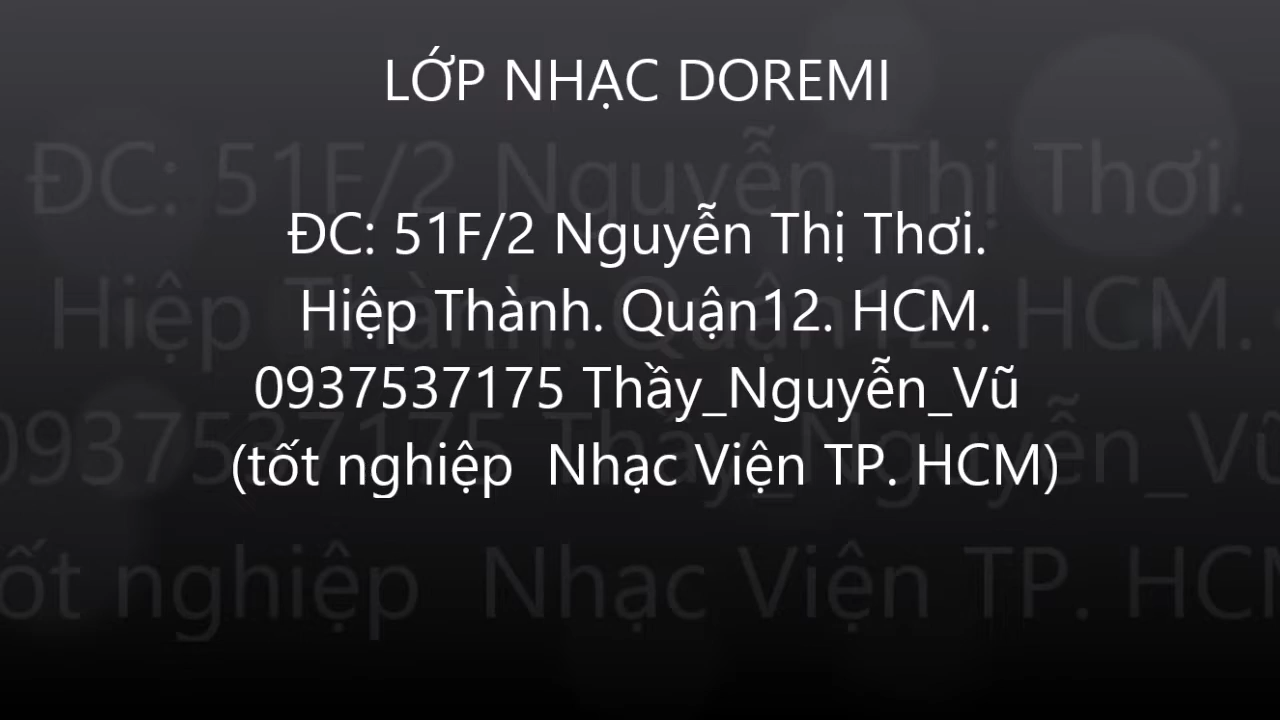 LỚP NHẠC DOREMI
ĐC: 51F/2 Nguyễn Thị Thơi.
Hiệp Thành. Quận12. HCM.
0937537175 Thầy_Nguyễn_Vũ
(tốt nghiệp  Nhạc Viện TP. HCM)